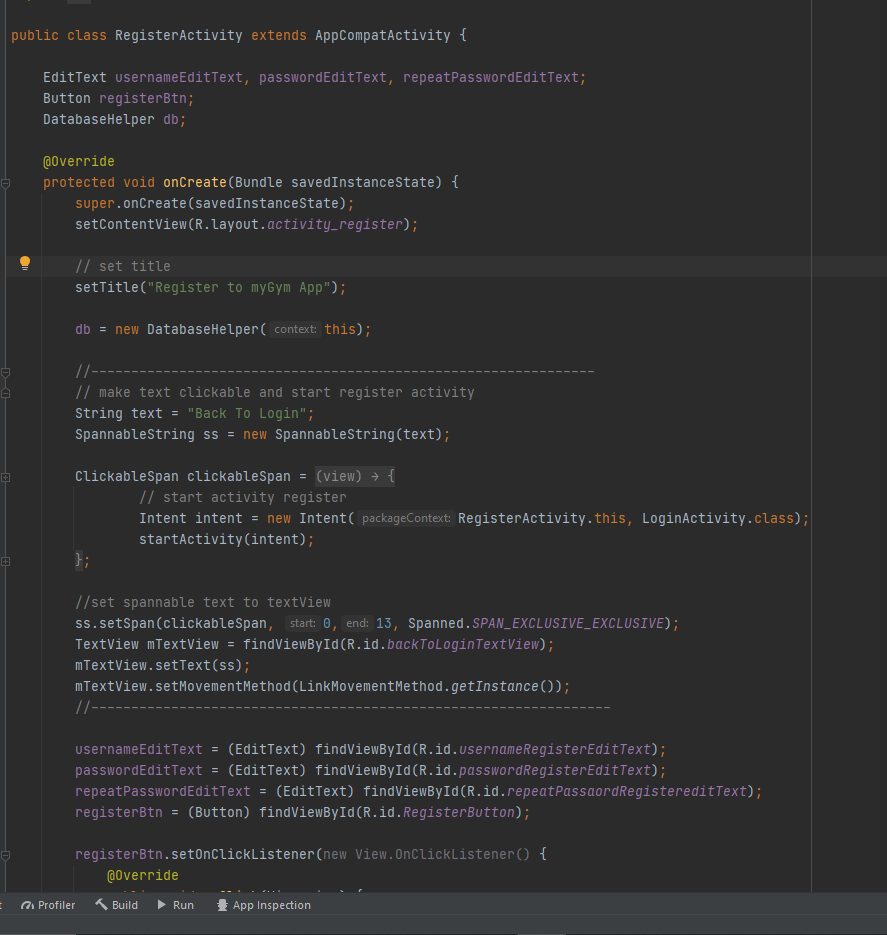 public class RegisterActivity extends AppCompatActivity {
EditText usernameEditText, passwordEditText, repeatPasswordEditText;
Button registerBtn;
DatabaseHelper db;
@Override
protected void onCreate(Bundle savedInstanceState) {
super.onCreate(savedInstanceState);
setContentView(R.layout.activity_register);
// set title
setTitle("Register to myGym App");
db = new DatabaseHelper( context: this);
//---------------------------------------------------------------
// make text clickable and start register activity
String text = "Back To Login";
SpannableString ss = new SpannableString(text);
ClickableSpan clickableSpan = (view) → {
// start activity register
Intent intent = new Intent( packageContext: RegisterActivity.this, LoginActivity.class);
startActivity(intent);
};
//set spannable text to textView
ss.setSpan(clickableSpan, start: 0, end: 13, Spanned.SPAN_EXCLUSIVE_EXCLUSIVE);
TextView mTextView = findViewById(R.id.backToLoginTextView);
mTextView.setText(ss);
mTextView.setMovementMethod(LinkMovementMethod.getInstance());
//-----------------------------------------------------------------
usernameEditText = (EditText) findViewById(R.id.usernameRegisterEditText);
passwordEditText = (EditText) findViewById(R.id.passwordRegisterEditText);
repeatPasswordEditText = (EditText) findViewById(R.id.repeatPassaordRegistereditText);
registerBtn = (Button) findViewById(R.id.RegisterButton);
registerBtn.setOnClickListener(new View.OnClickListener() {
@Override
Profiler Build Run App Inspection